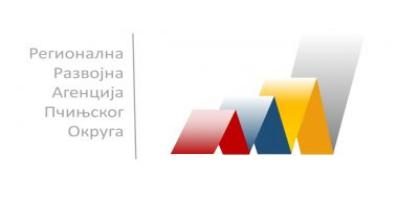 Регионална
Развојна
Агенција
Пчињског
Округа